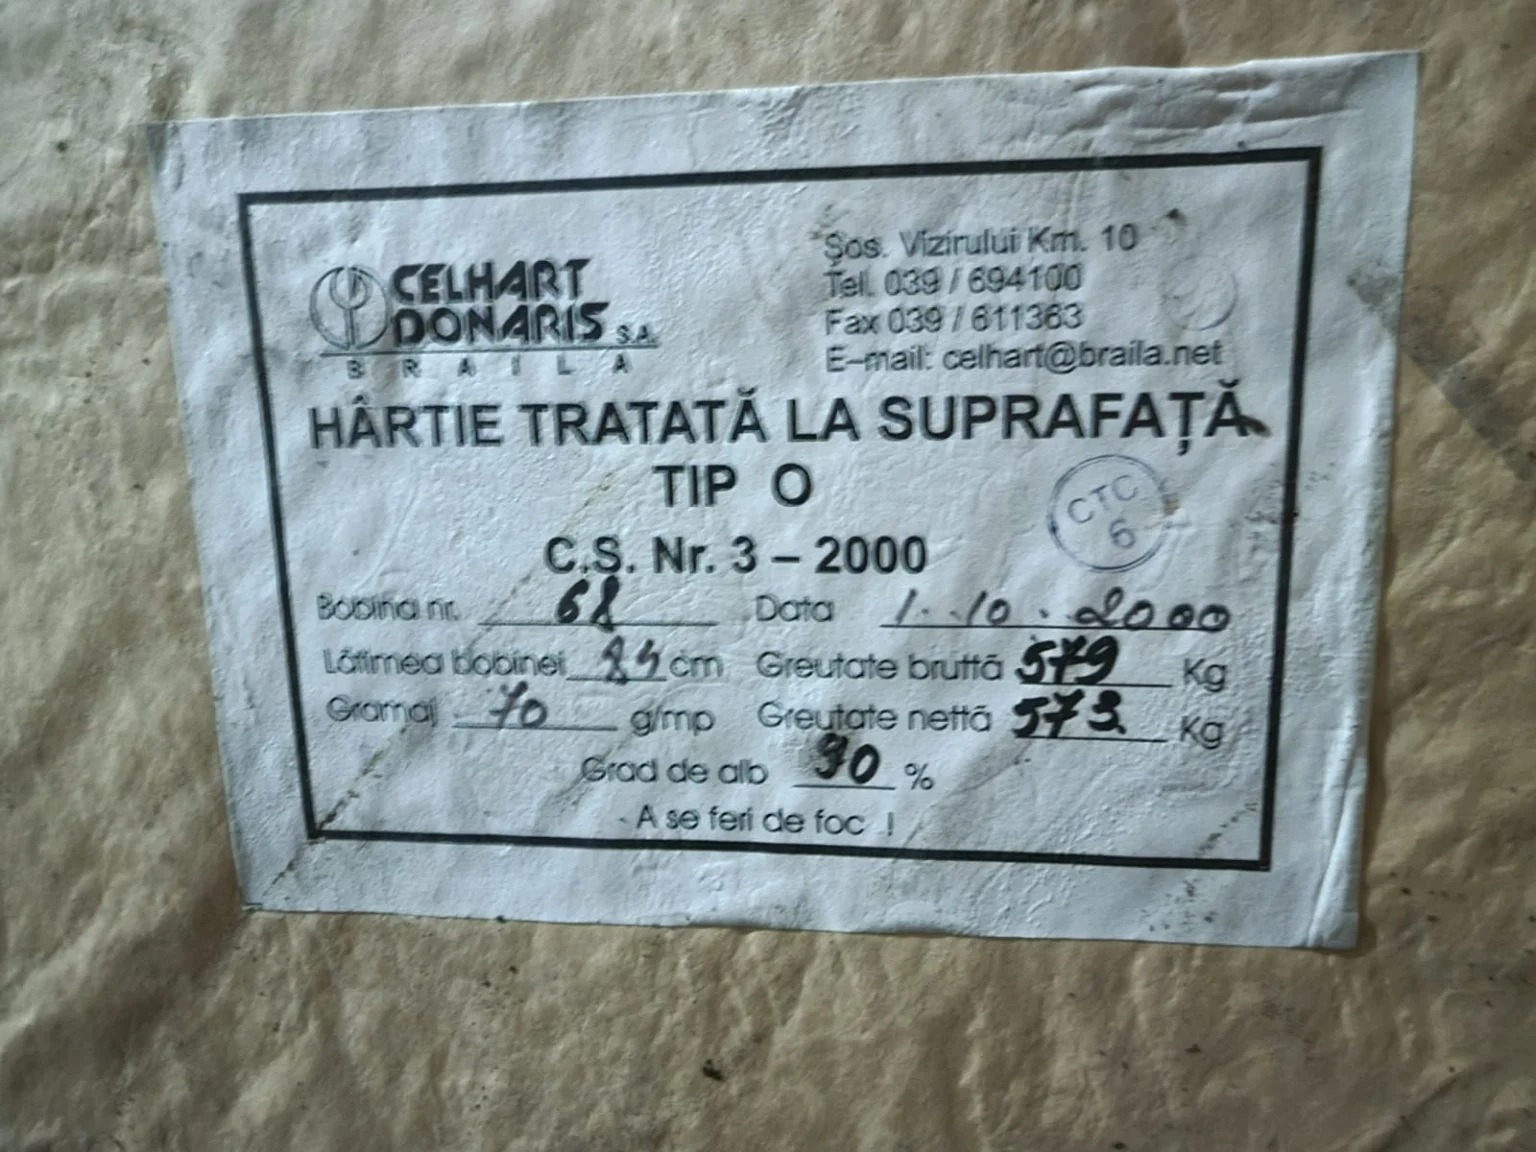 CELHART
DONARIS S.A.
BRAILA
Şos. Vizirului Km. 10
Tel. 039 / 694100
Fax 039 / 611363
E-mail: celhart@braila.net
HÂRTIE TRATATĂ LA SUPRAFAŢĂ
TIP O
CTC
6
C.S. Nr. 3 – 2000
Bobina nr. 68 Data 1.10.2000
Lăţimea bobinei 84 cm Greutate bruttă 579 Kg
Gramaj 70 g/mp Greutate nettă 573 Kg
Grad de alb 90 %
A se feri de foc !